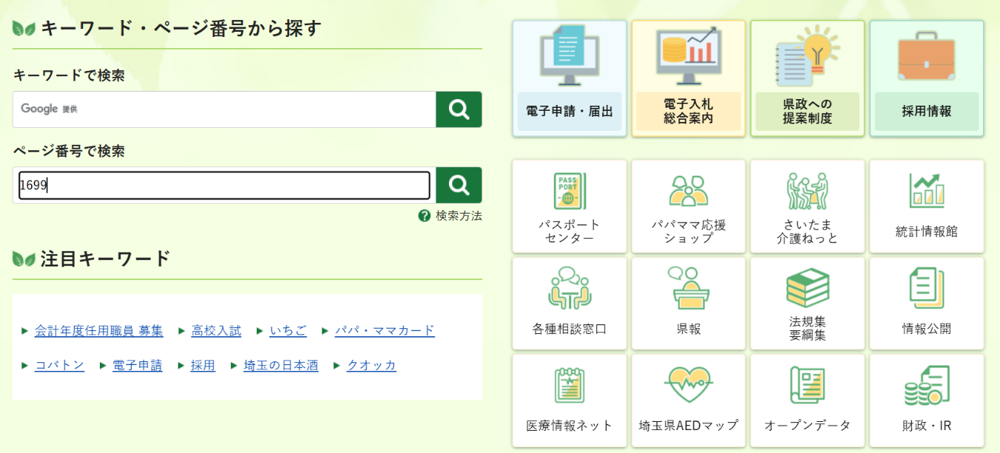 キーワード・ページ番号から探す
キーワードで検索
Google 提供
ページ番号で検索
1699
? 検索方法
注目キーワード
会計年度任用職員 募集
高校入試
いちご
パパ・ママカード
コバトン
電子申請
採用
埼玉の日本酒
クオッカ
電子申請・届出
電子入札
総合案内
県政への
提案制度
採用情報
PASS
PORT
パスポート
センター
パパママ応援
ショップ
さいたま
介護ねっと
統計情報館
各種相談窓口
県報
法規集
要綱集
情報公開
医療情報ネット
埼玉県AEDマップ
オープンデータ
財政・IR